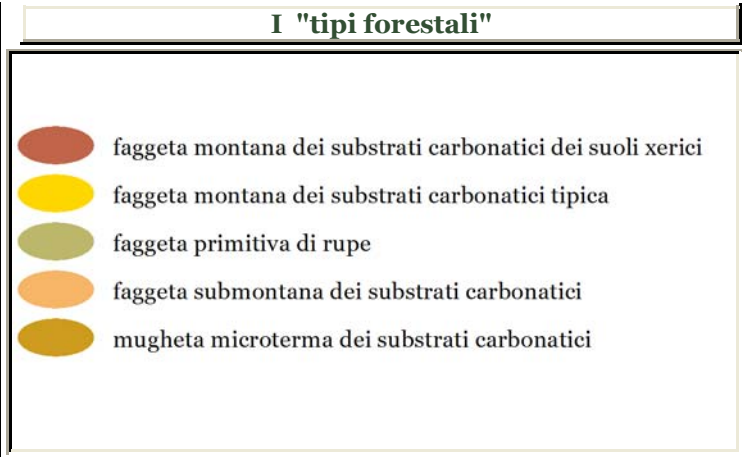 I "tipi forestali"
faggeta montana dei substrati carbonatici dei suoli xerici
faggeta montana dei substrati carbonatici tipica
faggeta primitiva di rupe
faggeta submontana dei substrati carbonatici
mugheta microterma dei substrati carbonatici